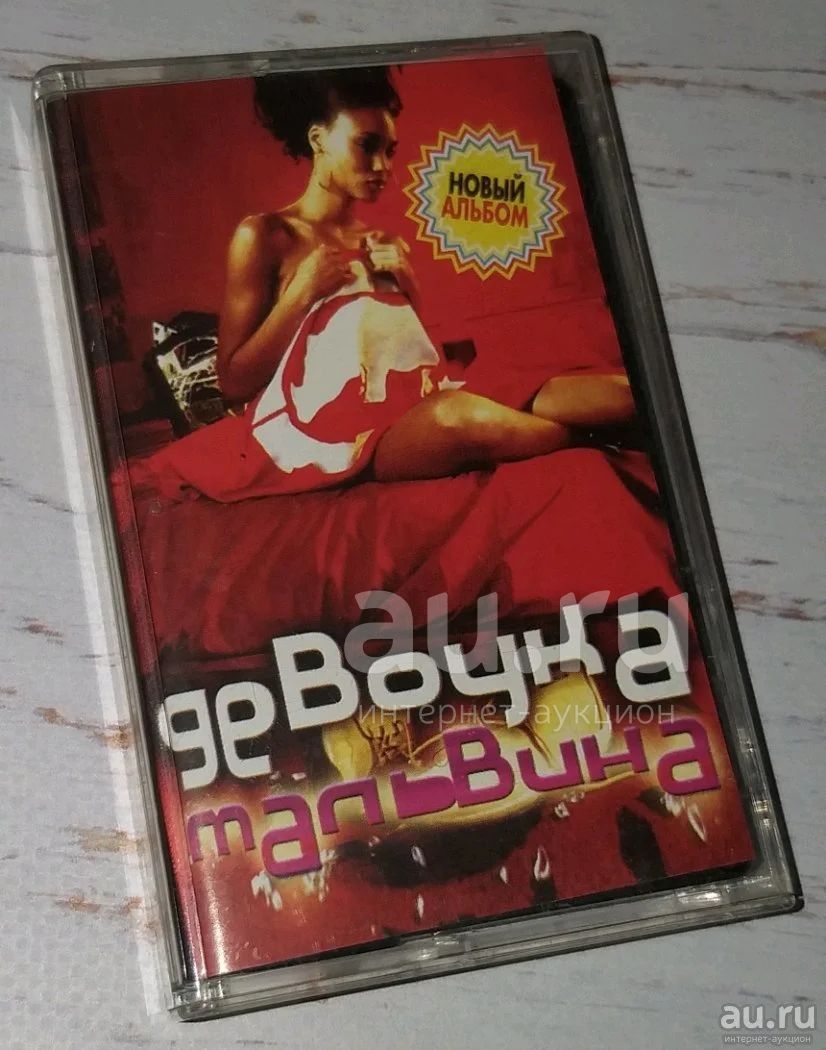 НОВЫЙ
АЛЬБОМ
au.ru
интернет-аукцион
девочка
мальвина
au.ru
интернет-аукцион